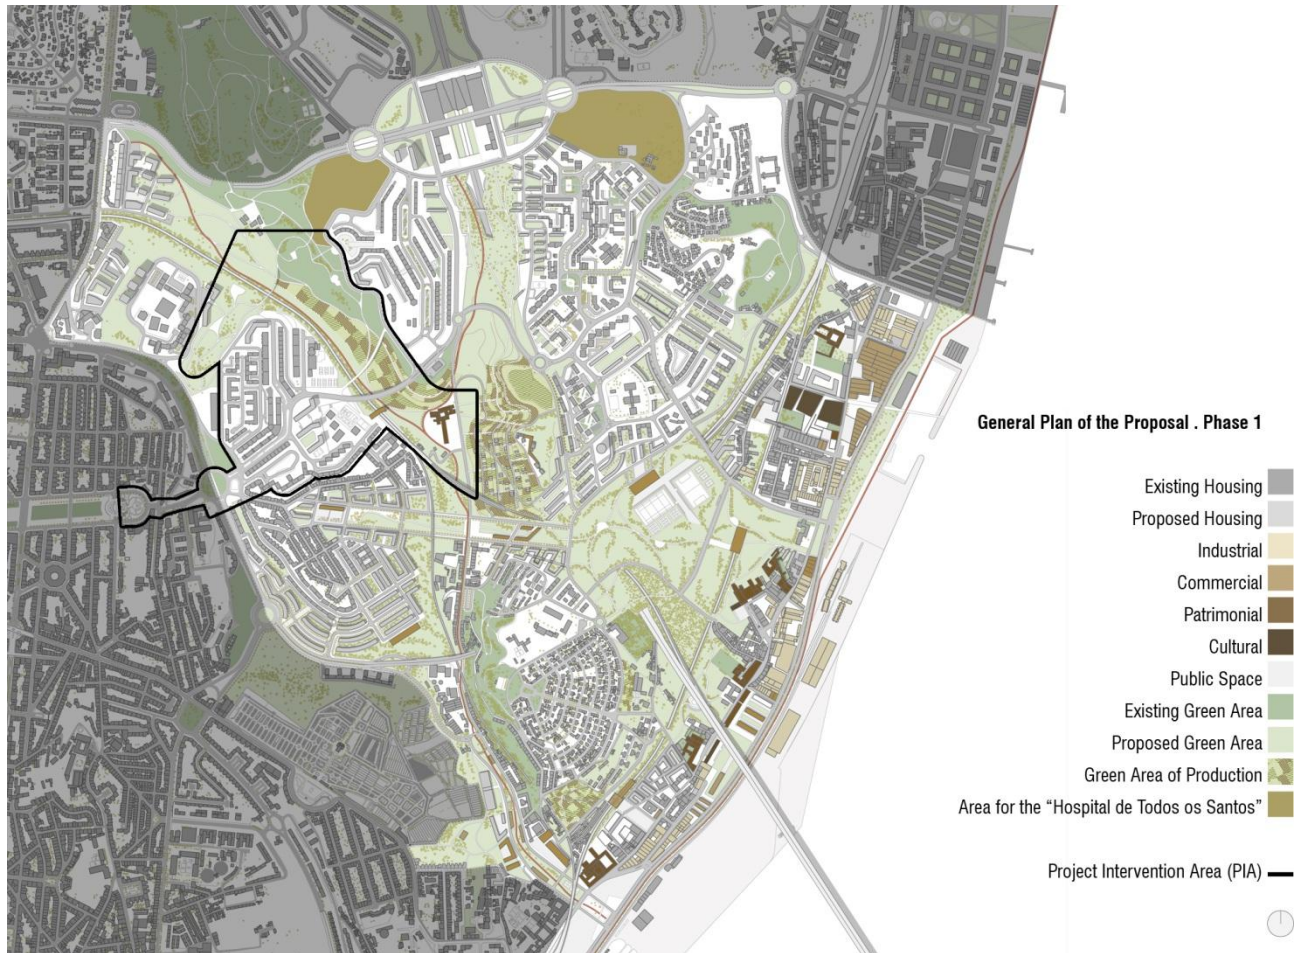 General Plan of the Proposal . Phase 1
Existing Housing
Proposed Housing
Industrial
Commercial
Patrimonial
Cultural
Public Space
Existing Green Area
Proposed Green Area
Green Area of Production
Area for the “Hospital de Todos os Santos”
Project Intervention Area (PIA)